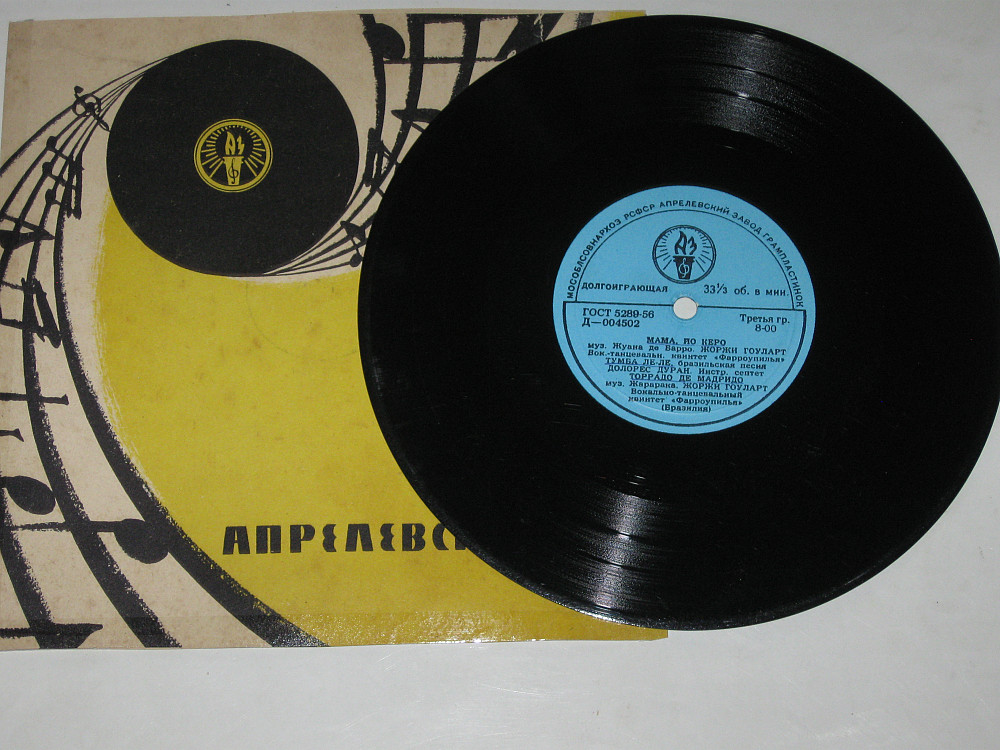 АПРЕЛЕВС
МОСОБЛСОВНАРХОЗ РСФСР АПРЕЛЕВСКИЙ ЗАВОД ГРАМПЛАСТИНОК
АЗ
ДОЛГОИГРАЮЩАЯ 33⅓ об. в мин.
ГОСТ 5289-56
Д—004502
Третья гр.
8-00
МАМА, ЙО КЕРО
муз. Жуана де Барро. ЖОРЖИ ГОУЛАРТ
Вок.-танцевальн. квинтет «Фарроупилья»
ТУМБА ЛЕ-ЛЕ, бразильская песня
ДОЛОРЕС ДУРАН. Инстр. септет
ТОРРАДО ДЕ МАДРИДО
муз. Жарарака. ЖОРЖИ ГОУЛАРТ
Вокально-танцевальный
квинтет «Фарроупилья»
(Бразилия)